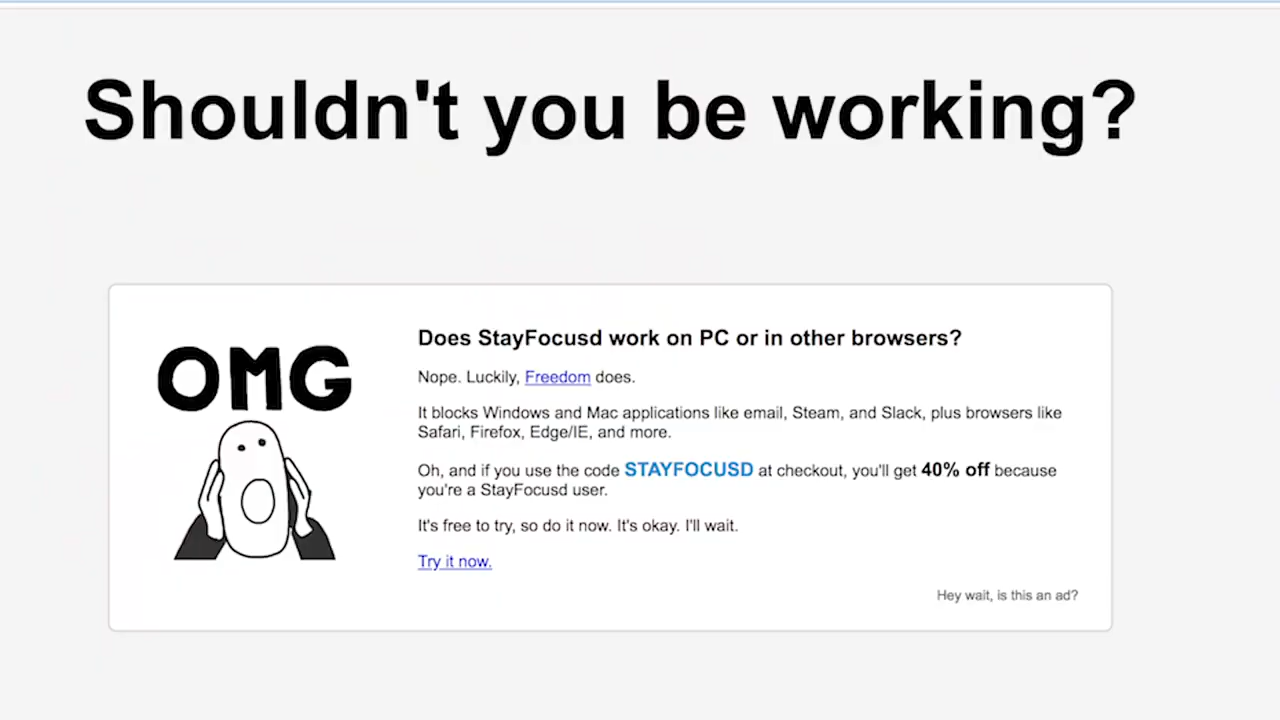 Shouldn't you be working?
OMG
Does StayFocusd work on PC or in other browsers?
Nope. Luckily, Freedom does.
It blocks Windows and Mac applications like email, Steam, and Slack, plus browsers like
Safari, Firefox, Edge/IE, and more.
Oh, and if you use the code STAYFOCUSD at checkout, you'll get 40% off because
you're a StayFocusd user.
It's free to try, so do it now. It's okay. I'll wait.
Try it now.
Hey wait, is this an ad?